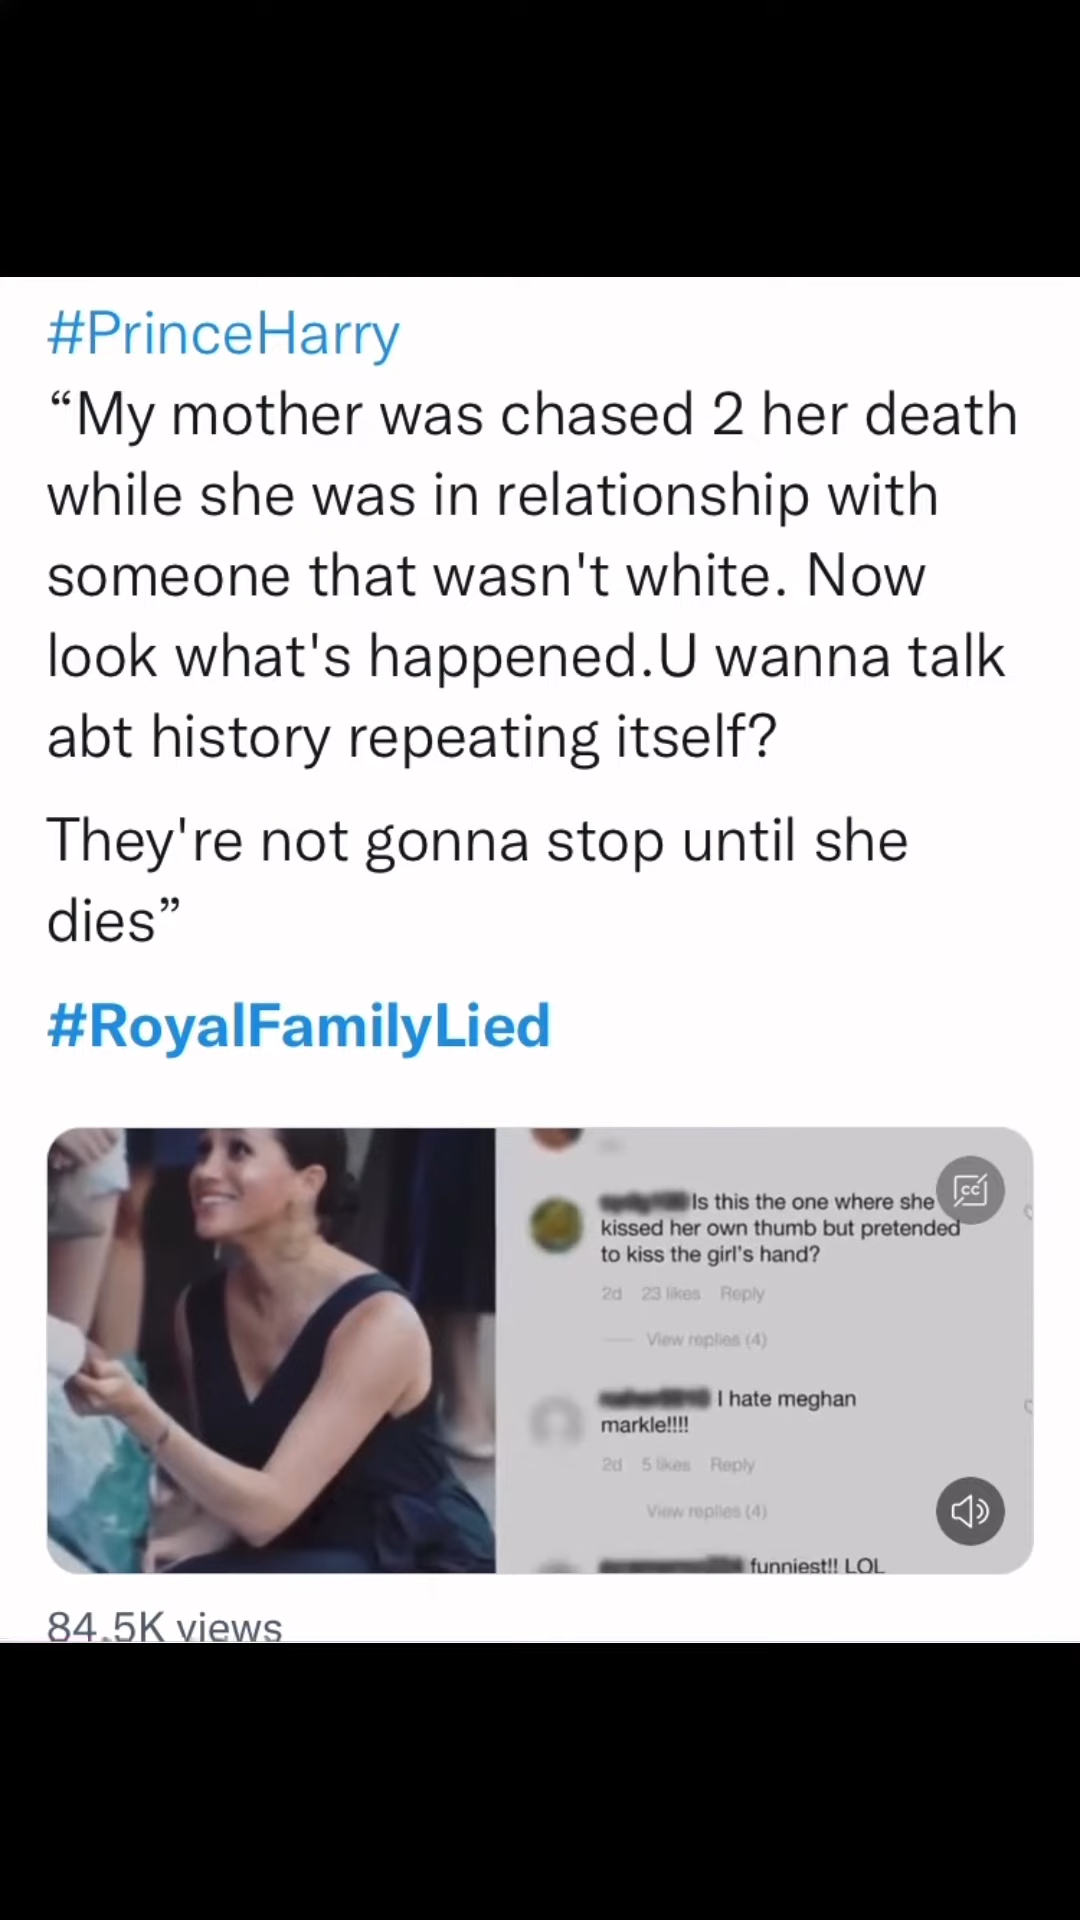 #PrinceHarry
“My mother was chased 2 her death
while she was in relationship with
someone that wasn't white. Now
look what's happened.U wanna talk
abt history repeating itself?
They're not gonna stop until she
dies”
#RoyalFamilyLied
Is this the one where she
kissed her own thumb but pretended
to kiss the girl's hand?
2d 23 likes Reply
View replies (4)
I hate meghan
markle!!!!
2d 5 likes Reply
View replies (4)
funniest!! LOL
CC
84.5K views